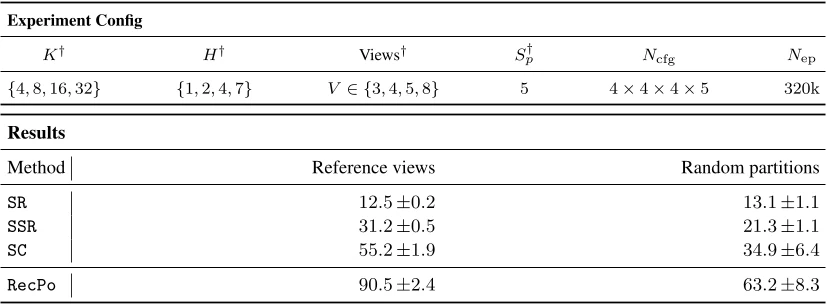 Experiment Config
K† H† Views† S†p Ncfg Nep
{4, 8, 16, 32} {1, 2, 4, 7} V ∈ {3, 4, 5, 8} 5 4 × 4 × 4 × 5 320k
Results
Method Reference views Random partitions
SR 12.5 ±0.2 13.1 ±1.1
SSR 31.2 ±0.5 21.3 ±1.1
SC 55.2 ±1.9 34.9 ±6.4
RecPo 90.5 ±2.4 63.2 ±8.3